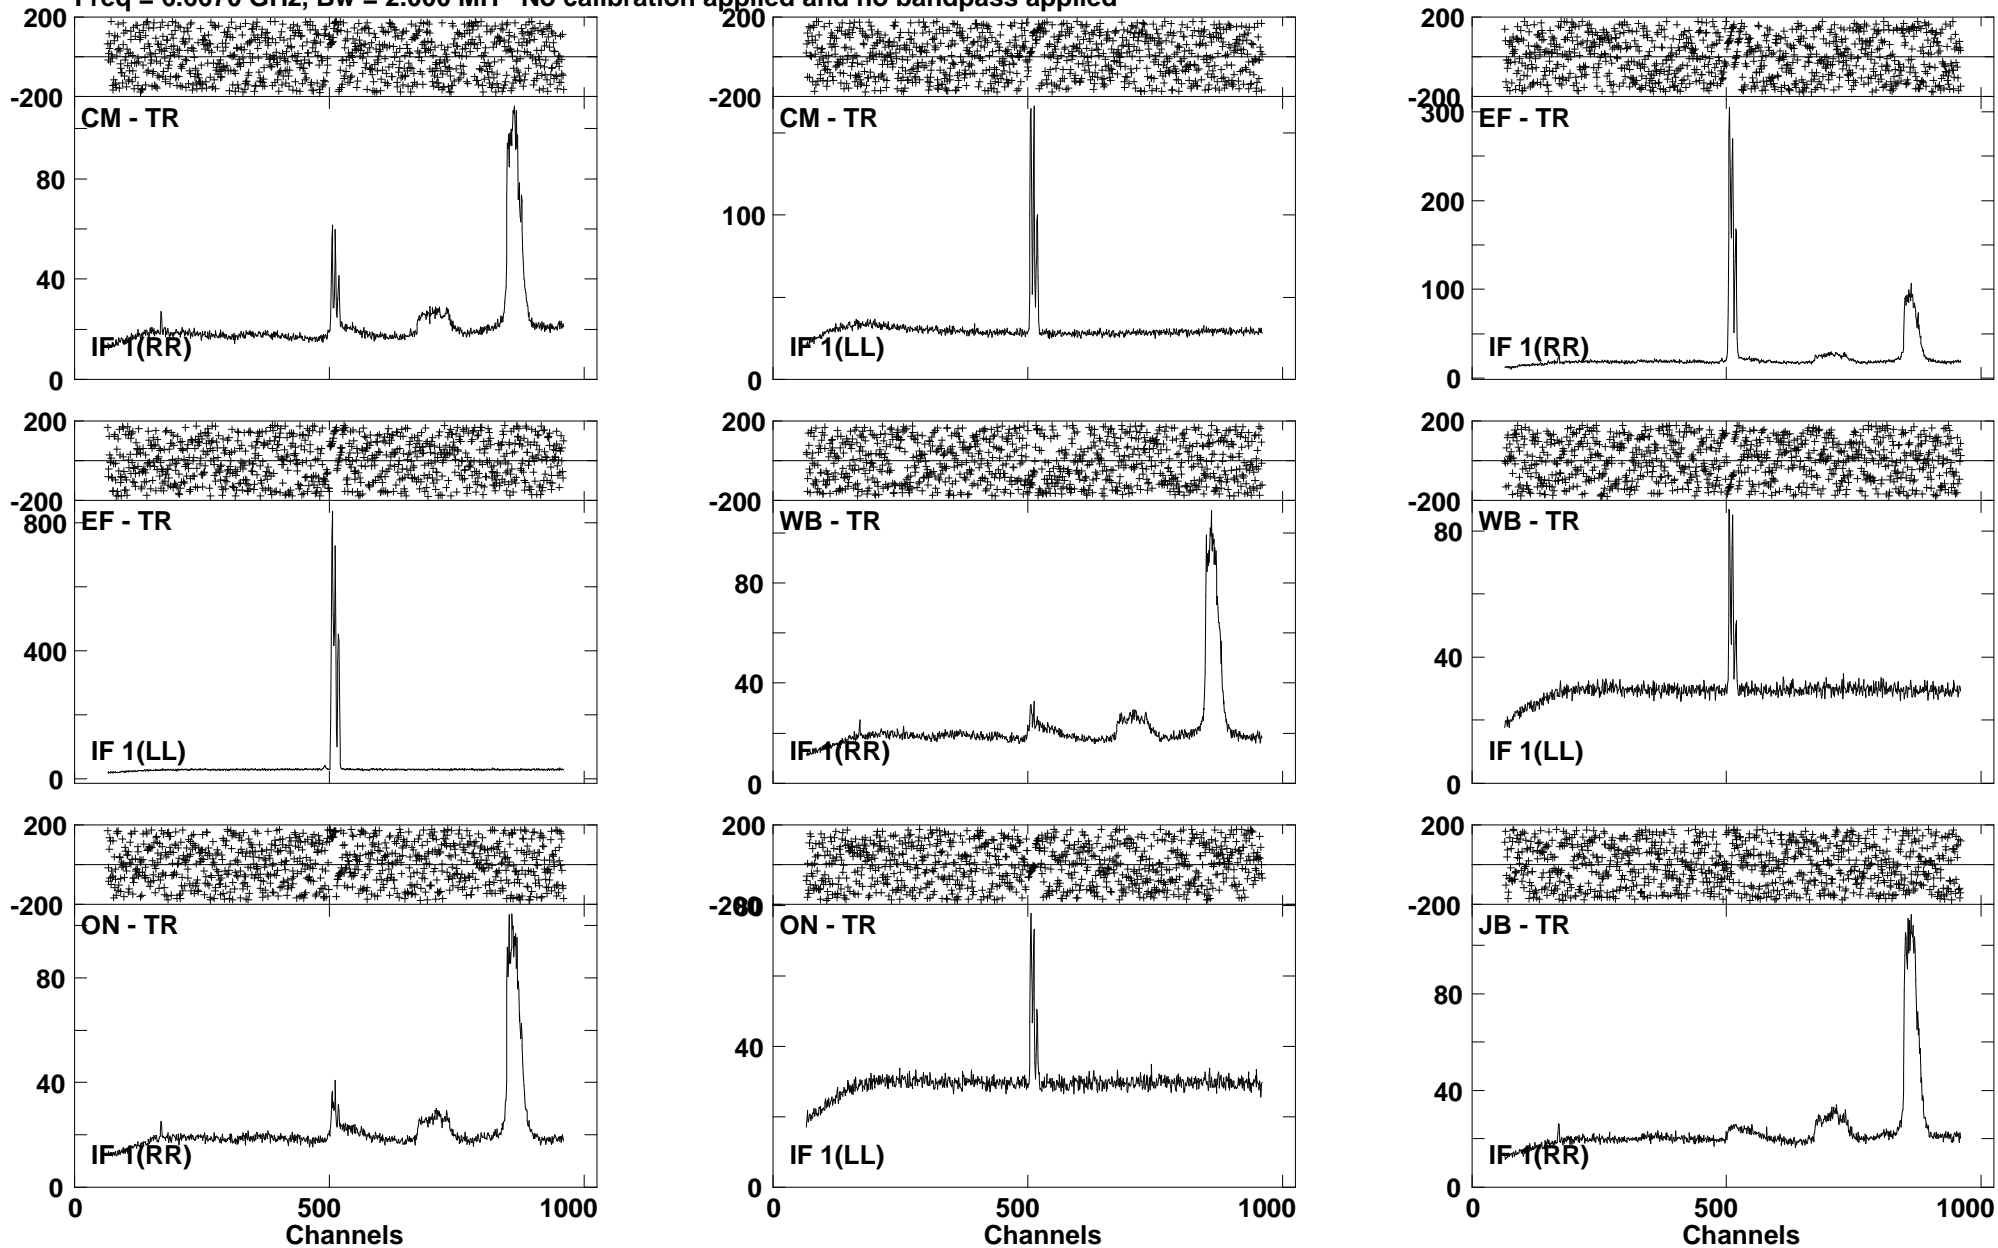 No calibration applied and no bandpass applied
200 200 200
-200 -200 -200
CM - TR CM - TR 300 EF - TR
80 100 200
40 100
IF 1(RR) IF 1(LL) IF 1(RR)
0 0 0
200 200 200
-200 -200 -200
800 EF - TR WB - TR 80 WB - TR
400 80 40
40
IF 1(LL) IF 1(RR) IF 1(LL)
0 0 0
200 200 200
-200 80 -200
ON - TR ON - TR JB - TR
80 40 80
40 40
IF 1(RR) IF 1(LL) IF 1(RR)
0 0 0
0 500 1000 0 500 1000 0 500 1000
Channels Channels Channels